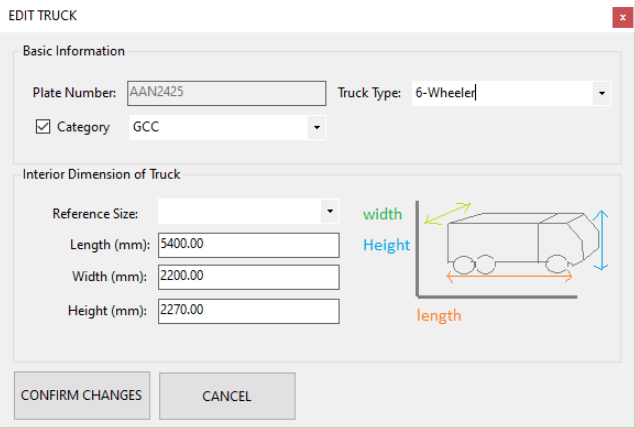 EDIT TRUCK
x
Basic Information
Plate Number: AAN2425 Truck Type: 6-Wheeler
Category GCC
Interior Dimension of Truck
Reference Size:
Length (mm): 5400.00
Width (mm): 2200.00
Height (mm): 2270.00
width
Height
length
CONFIRM CHANGES CANCEL